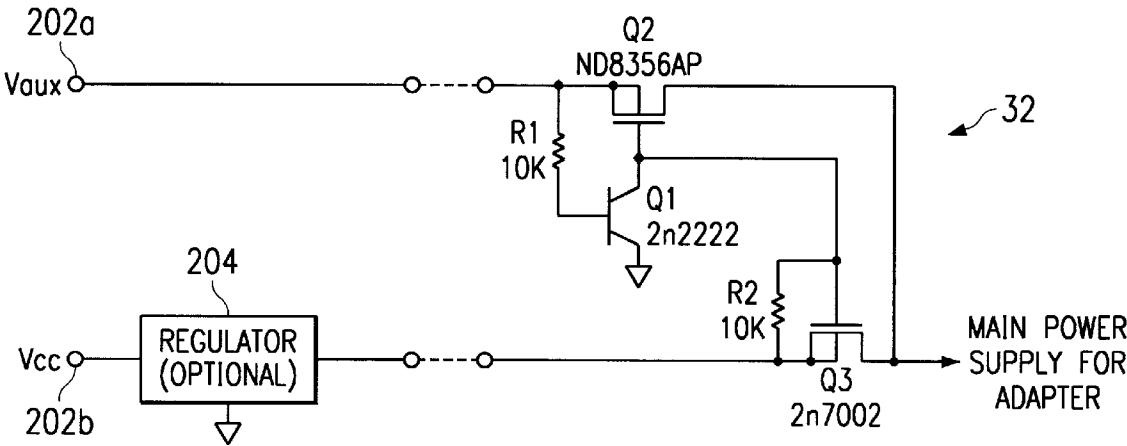 202a
Vaux
Q2
ND8356AP
32
R1
10K
Q1
2n2222
204
R2
10K
Vcc
REGULATOR
(OPTIONAL)
202b
Q3
2n7002
MAIN POWER
SUPPLY FOR
ADAPTER